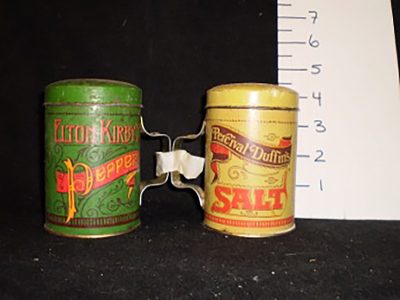 ELTON KIRBY'S
Pepper
Percival Duffin's
SALT
7
6
5
4
3
2
1